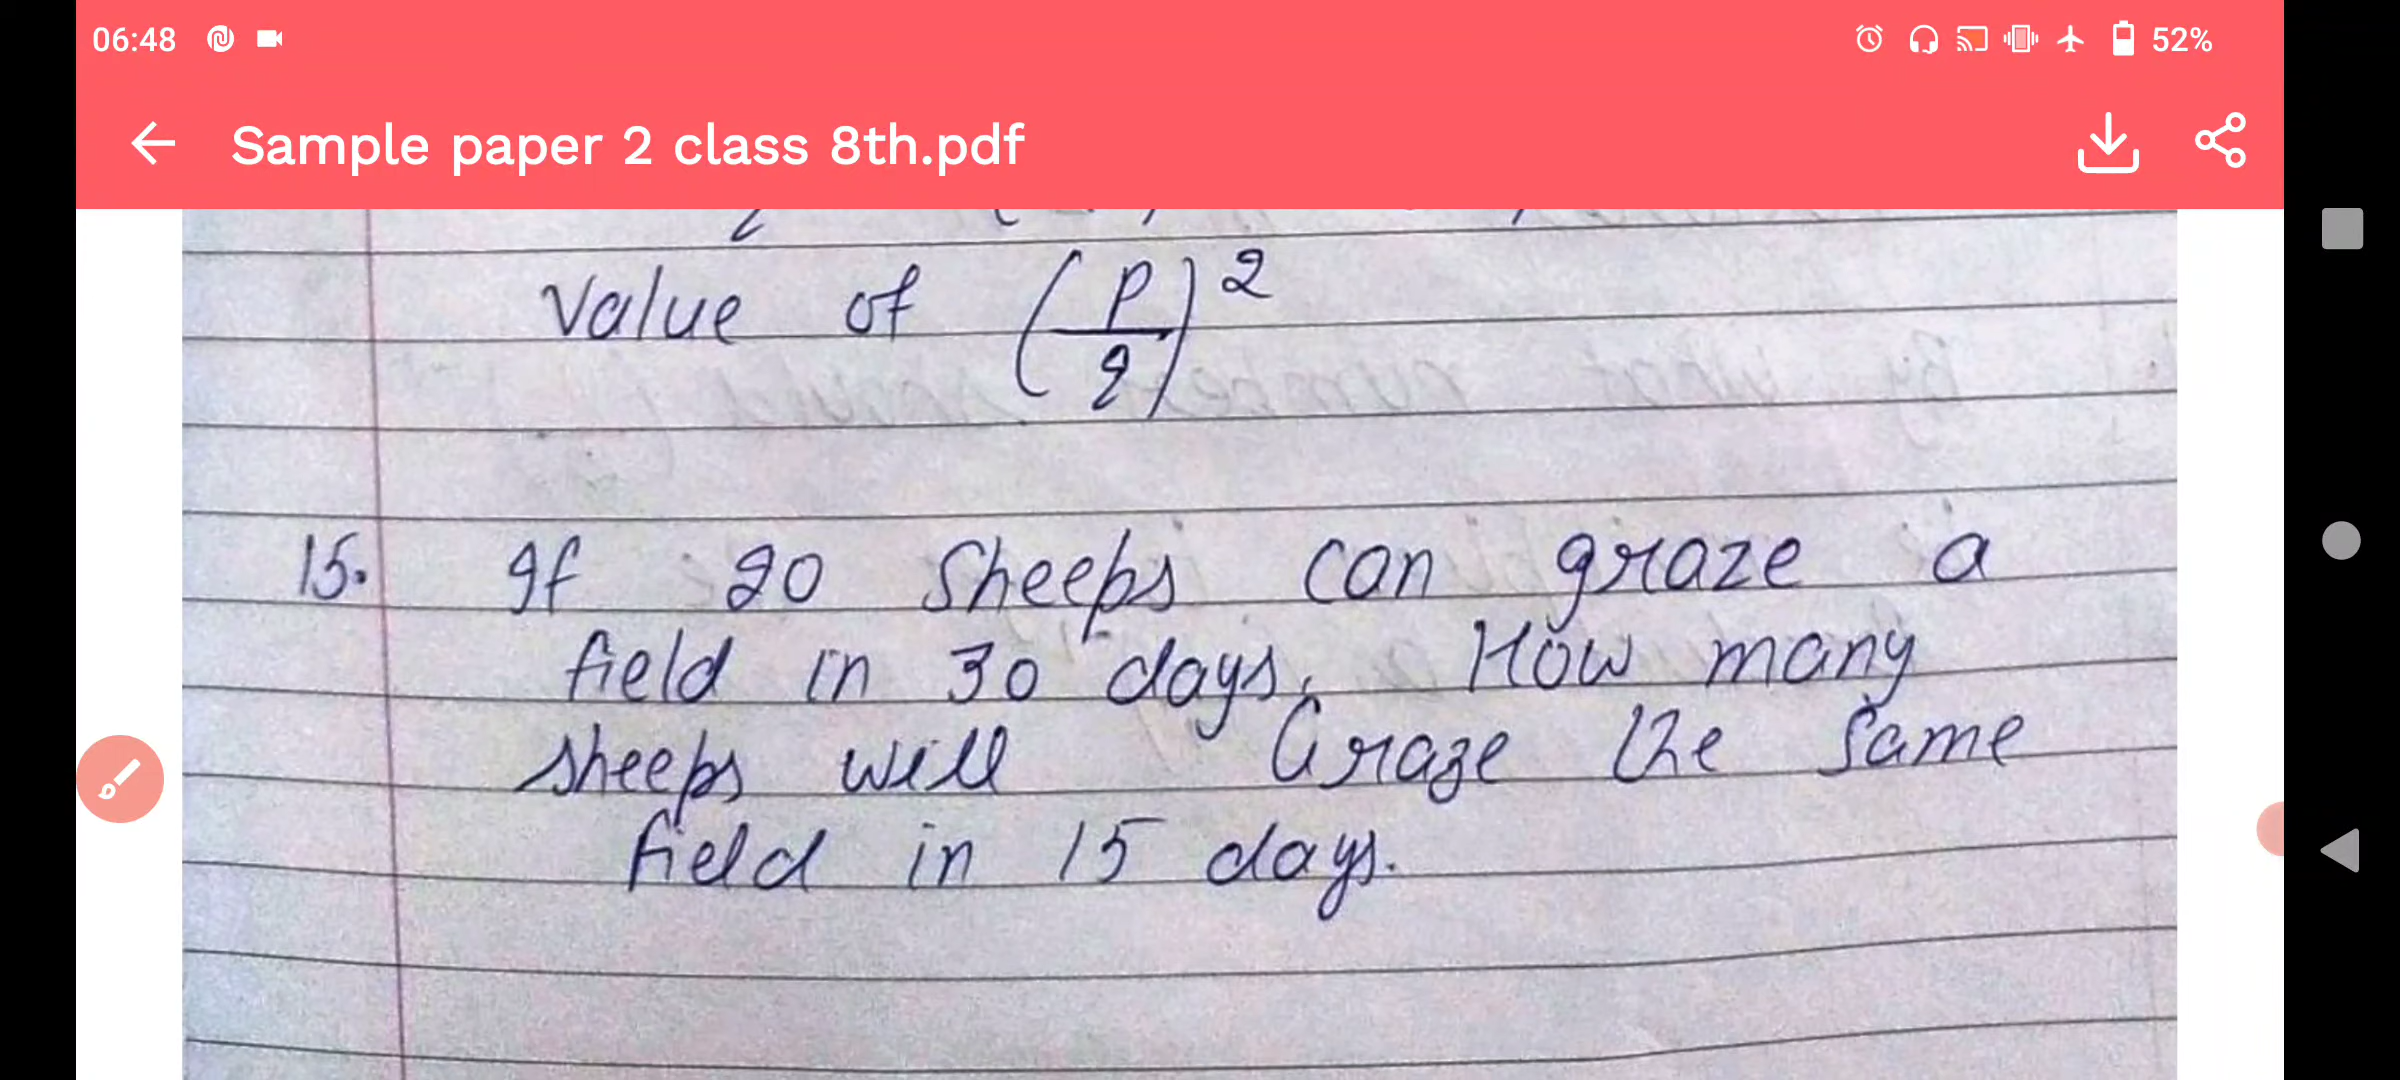 06:48
52%
Sample paper 2 class 8th.pdf
Value of (p/q)²
15. If 20 Sheeps can graze a
field in 30 days. How many
sheeps will Graze the same
field in 15 days.